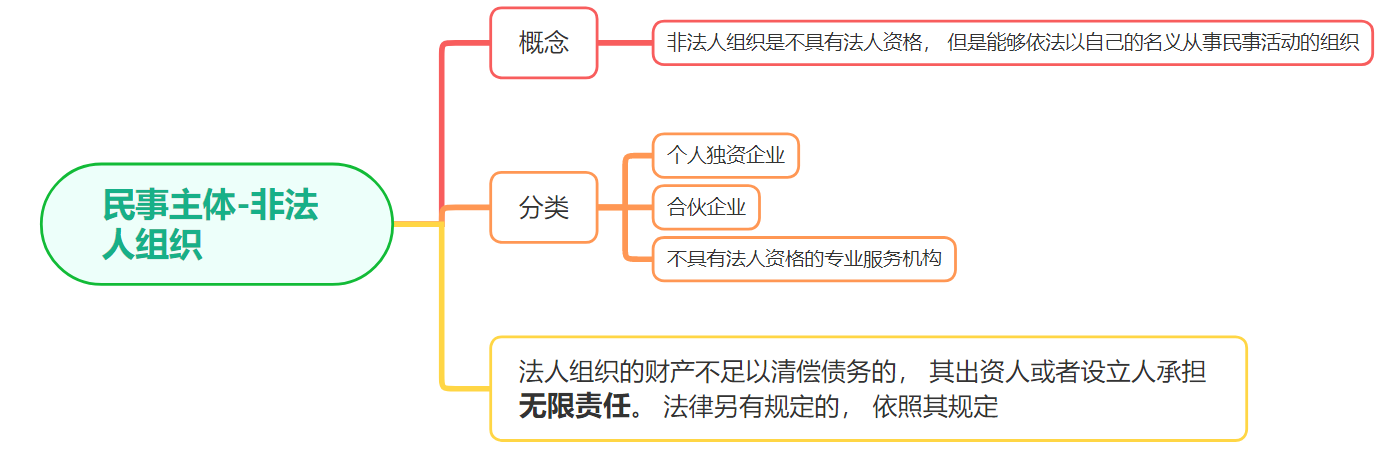 民事主体-非法
人组织
概念
非法人组织是不具有法人资格， 但是能够依法以自己的名义从事民事活动的组织
分类
个人独资企业
合伙企业
不具有法人资格的专业服务机构
法人组织的财产不足以清偿债务的， 其出资人或者设立人承担
无限责任。 法律另有规定的， 依照其规定